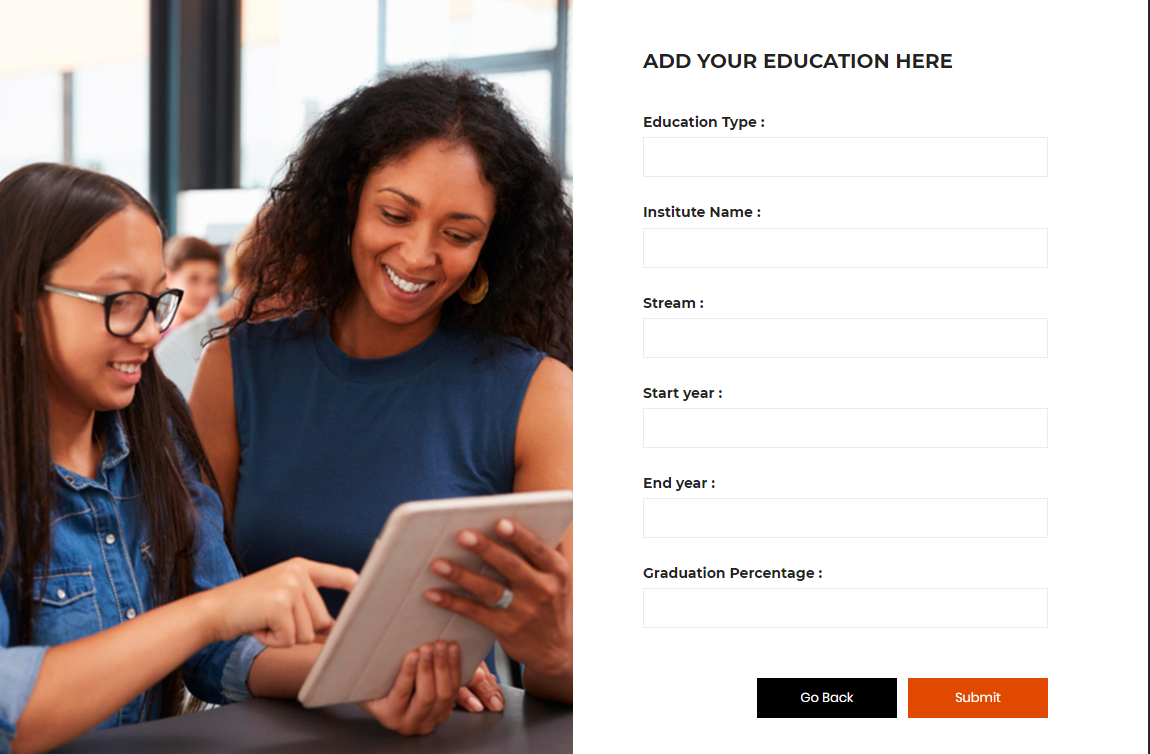 ADD YOUR EDUCATION HERE
Education Type :
Institute Name :
Stream :
Start year :
End year :
Graduation Percentage :
Go Back
Submit